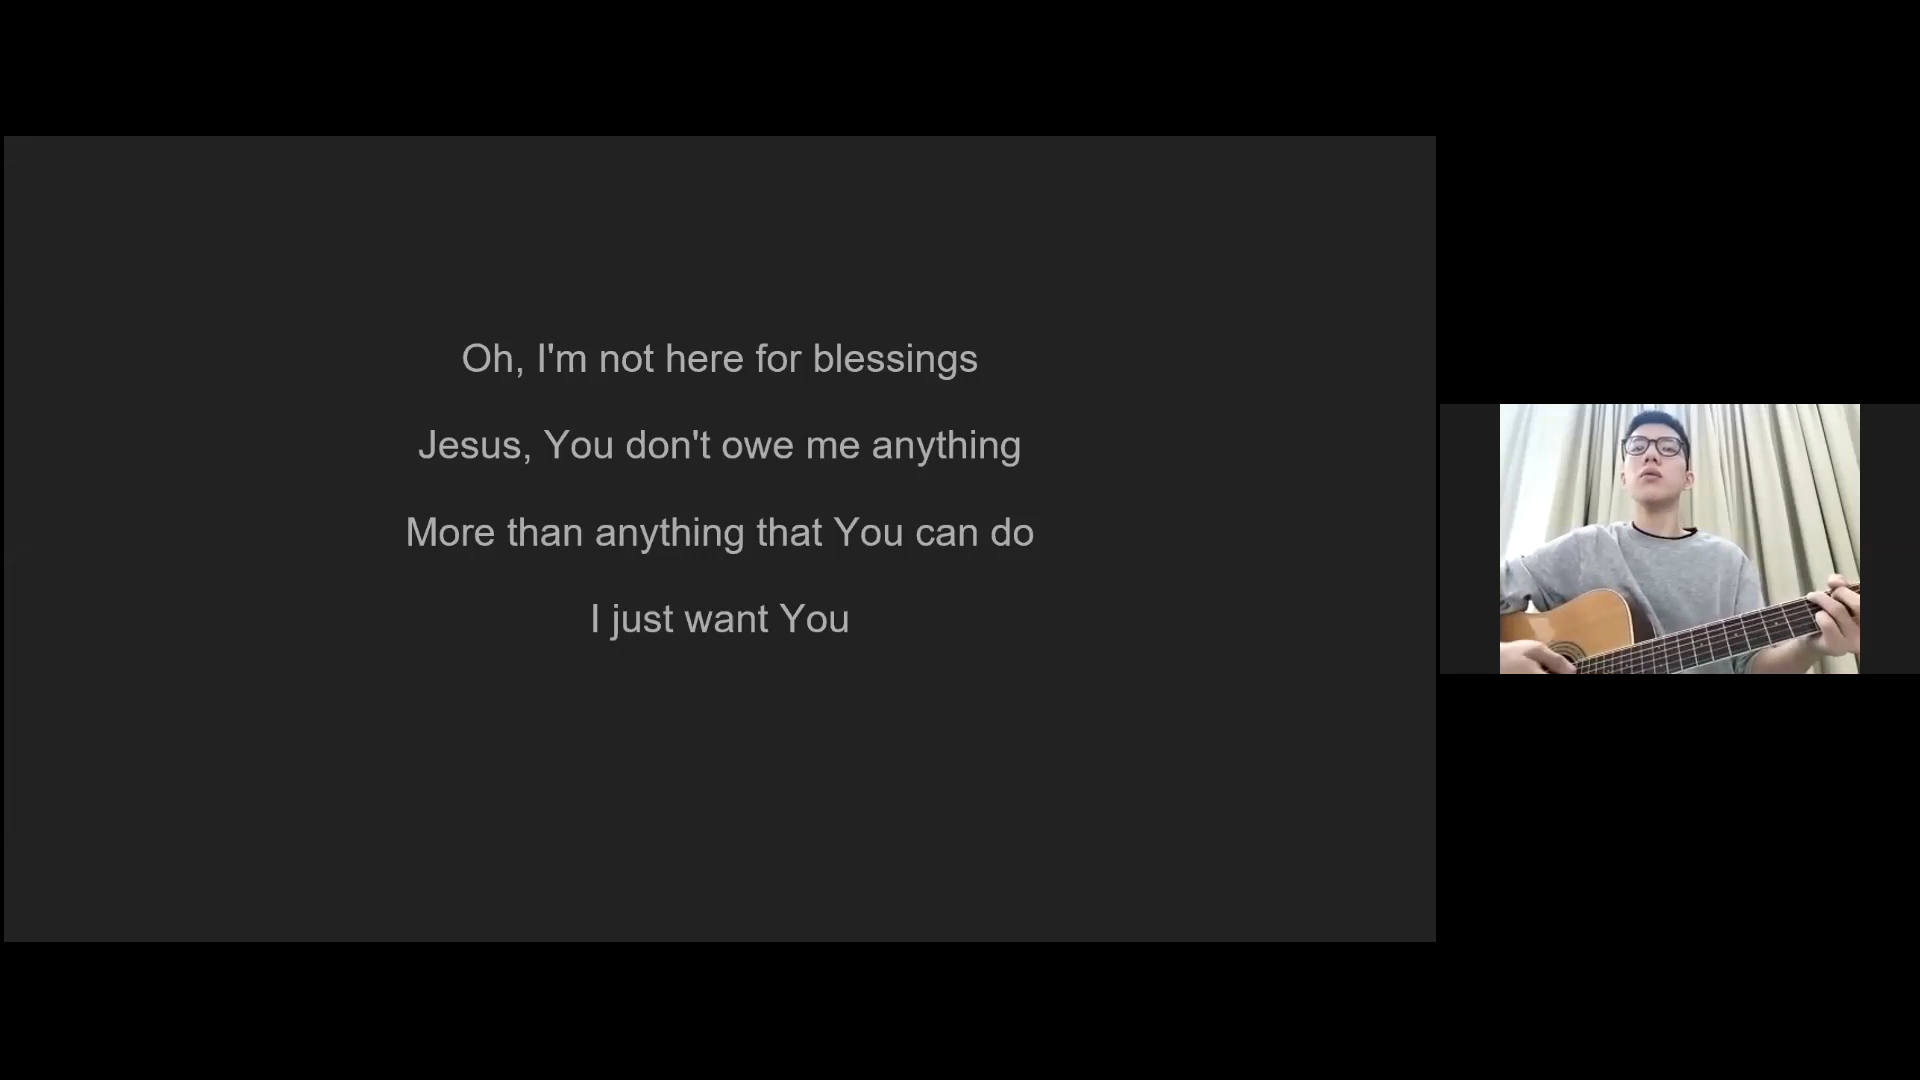 Oh, I'm not here for blessings
Jesus, You don't owe me anything
More than anything that You can do
I just want You